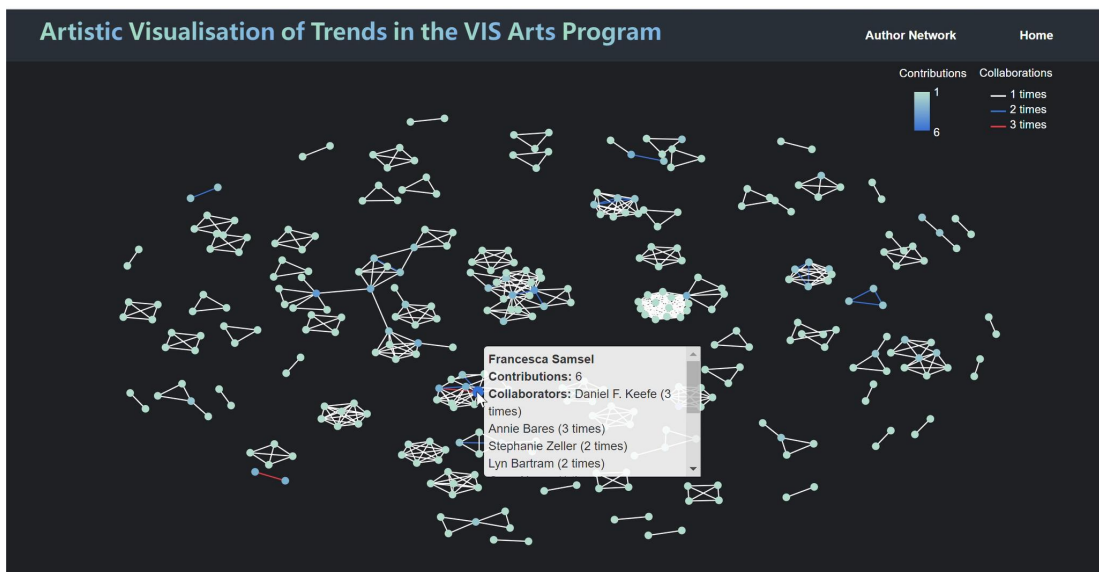 Artistic Visualisation of Trends in the VIS Arts Program
Author Network
Home
Contributions
Collaborations
1
6
1 times
2 times
3 times
Francesca Samsel
Contributions: 6
Collaborators: Daniel F. Keefe (3
times)
Annie Bares (3 times)
Stephanie Zeller (2 times)
Lyn Bartram (2 times)